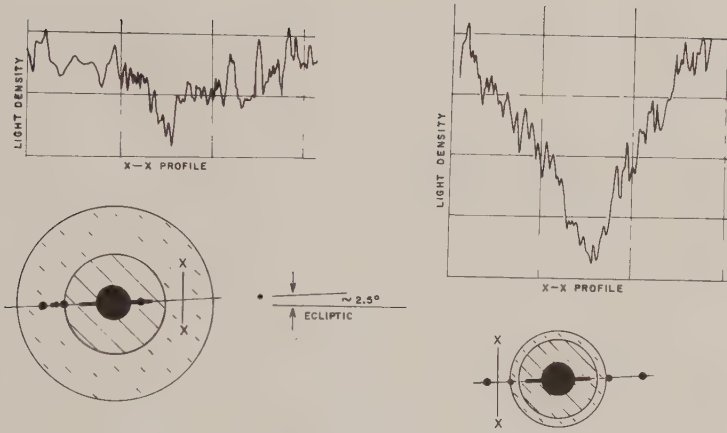 LIGHT DENSITY
X-X PROFILE
X
X
~ 2.5°
ECLIPTIC
LIGHT DENSITY
X-X PROFILE
X
X